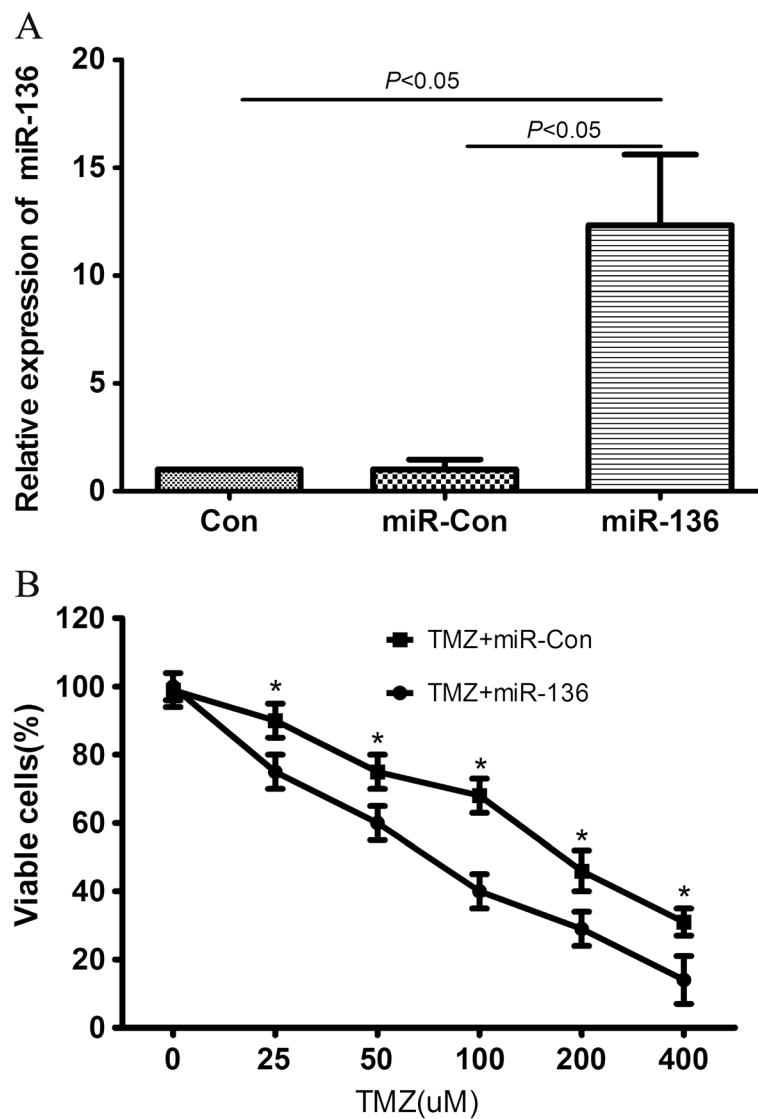 A
Relative expression of miR-136
20
15
10
5
0
P<0.05
P<0.05
Con miR-Con miR-136
B
Viable cells(%)
120
100
80
60
40
20
0
TMZ+miR-Con
TMZ+miR-136
*
*
*
*
*
0 25 50 100 200 400
TMZ(uM)